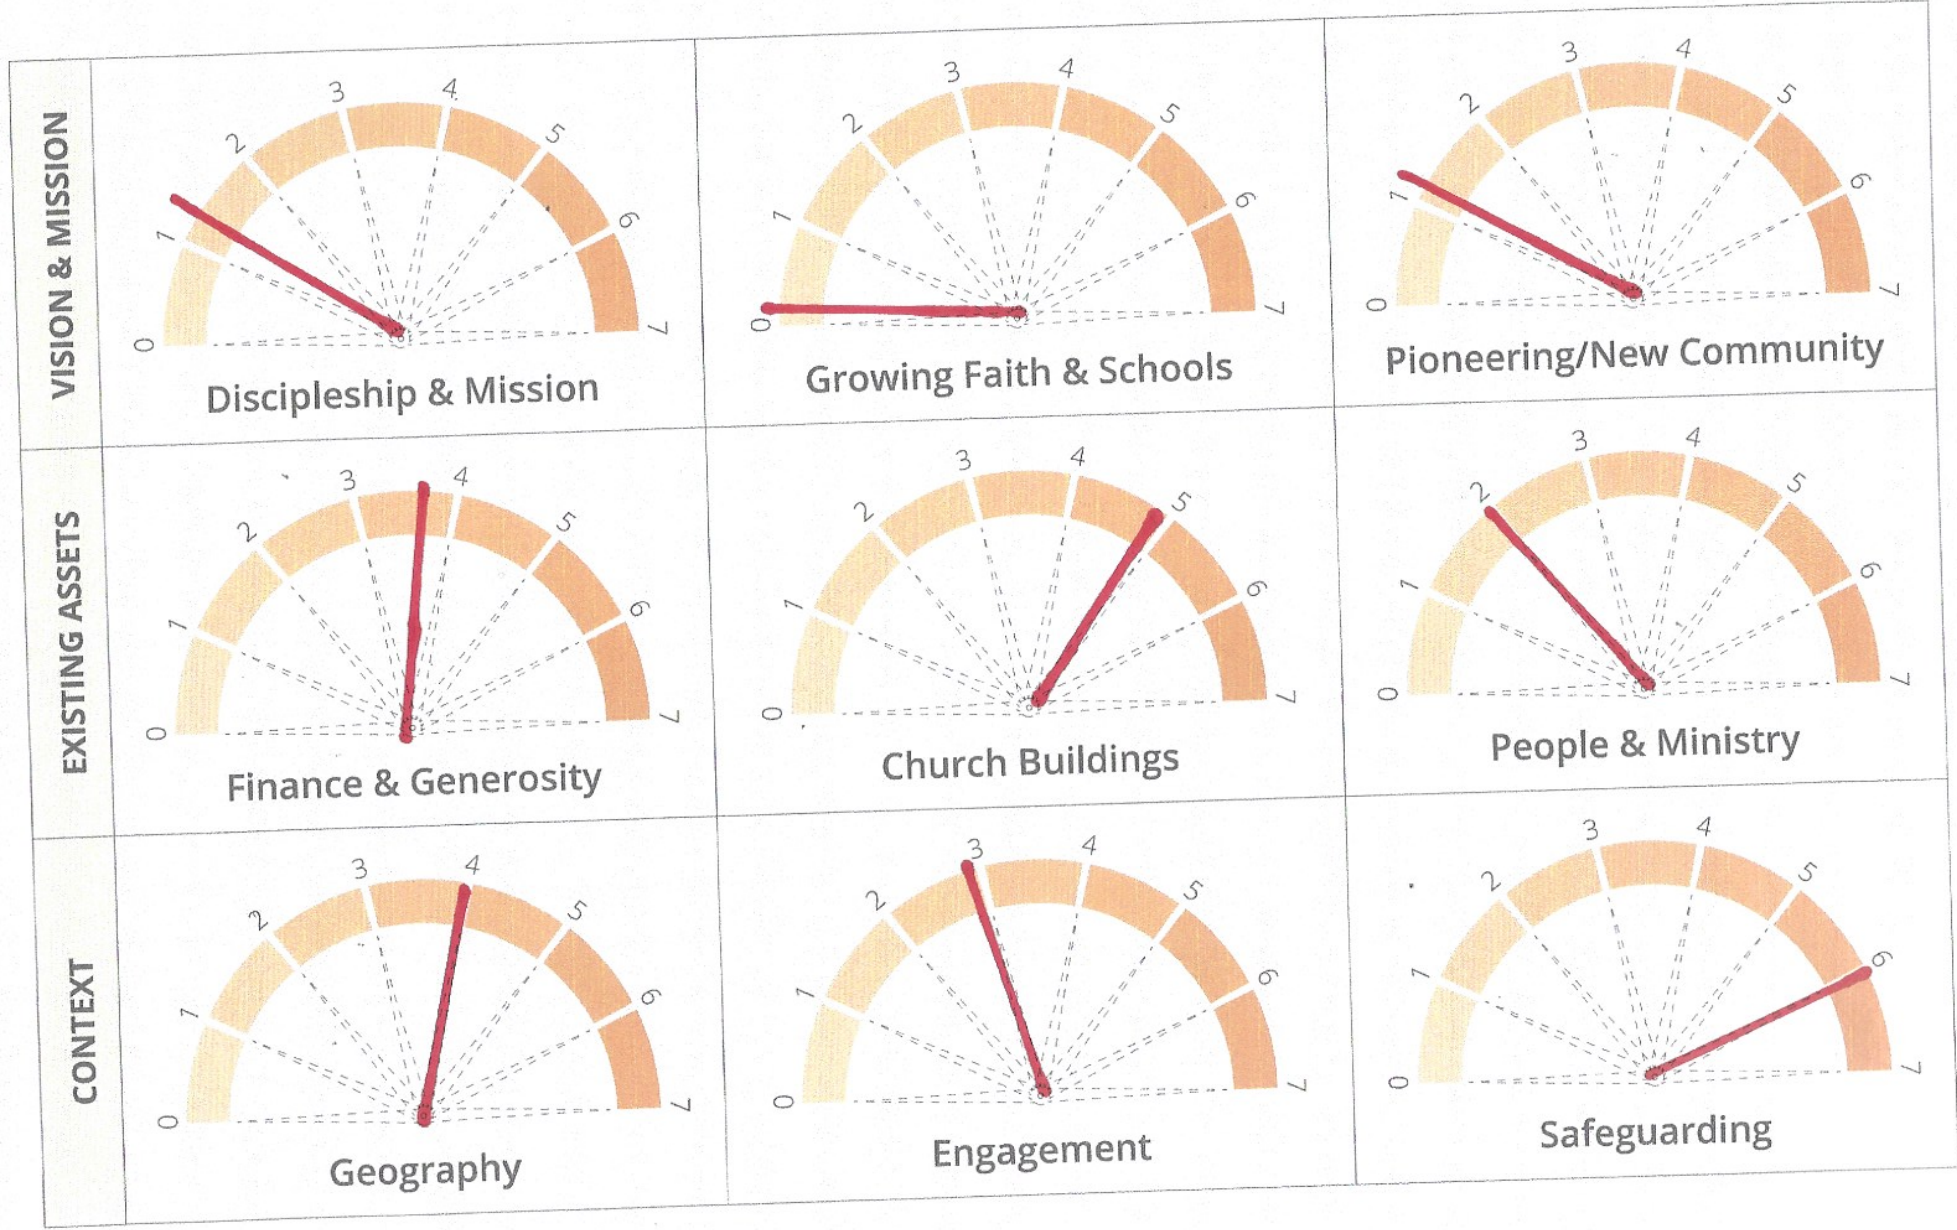 VISION & MISSION
0 1 2 3 4 5 6 7
Discipleship & Mission
0 1 2 3 4 5 6 7
Growing Faith & Schools
0 1 2 3 4 5 6 7
Pioneering/New Community
EXISTING ASSETS
0 1 2 3 4 5 6 7
Finance & Generosity
0 1 2 3 4 5 6 7
Church Buildings
0 1 2 3 4 5 6 7
People & Ministry
CONTEXT
0 1 2 3 4 5 6 7
Geography
0 1 2 3 4 5 6 7
Engagement
0 1 2 3 4 5 6 7
Safeguarding